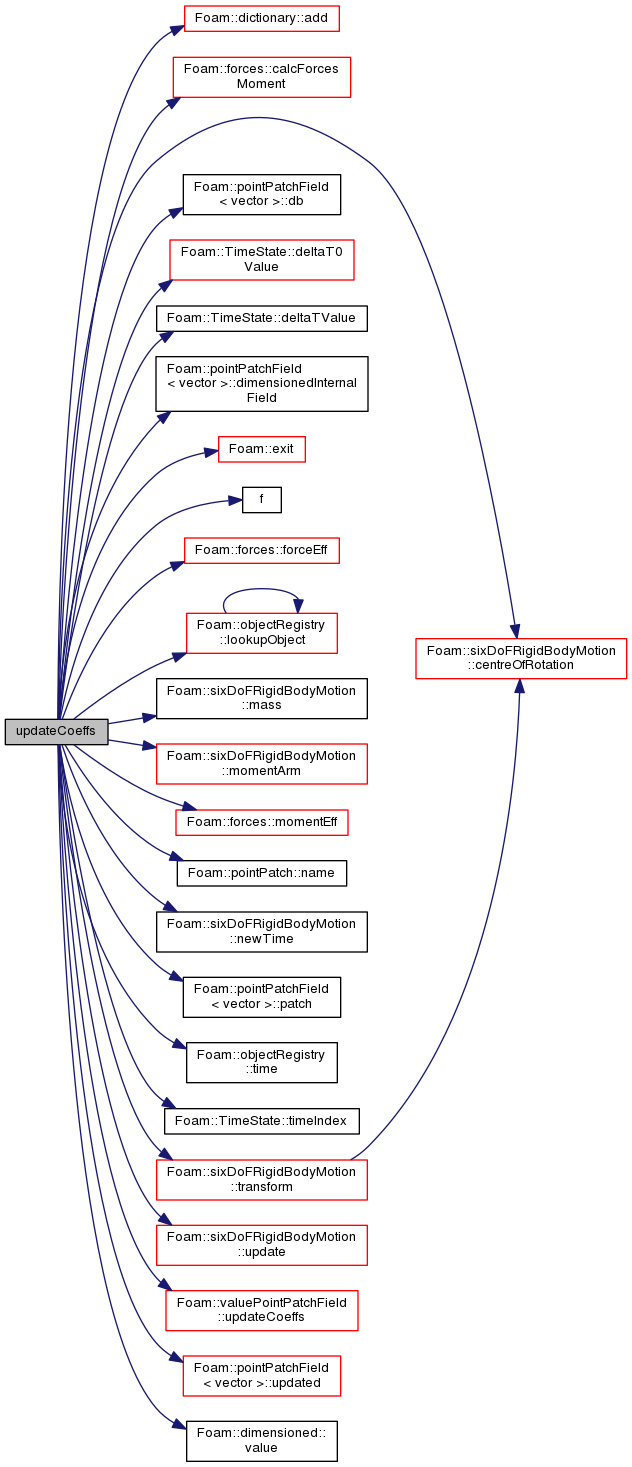 Foam::dictionary::add
Foam::forces::calcForces
Moment
Foam::pointPatchField
< vector >::db
Foam::TimeState::deltaT0
Value
Foam::TimeState::deltaTValue
Foam::pointPatchField
< vector >::dimensionedInternal
Field
Foam::exit
f
Foam::forces::forceEff
Foam::objectRegistry
::lookupObject
Foam::sixDoFRigidBodyMotion
::centreOfRotation
Foam::sixDoFRigidBodyMotion
::mass
updateCoeffs
Foam::sixDoFRigidBodyMotion
::momentArm
Foam::forces::momentEff
Foam::pointPatch::name
Foam::sixDoFRigidBodyMotion
::newTime
Foam::pointPatchField
< vector >::patch
Foam::objectRegistry
::time
Foam::TimeState::timeIndex
Foam::sixDoFRigidBodyMotion
::transform
Foam::sixDoFRigidBodyMotion
::update
Foam::valuePointPatchField
::updateCoeffs
Foam::pointPatchField
< vector >::updated
Foam::dimensioned::
value